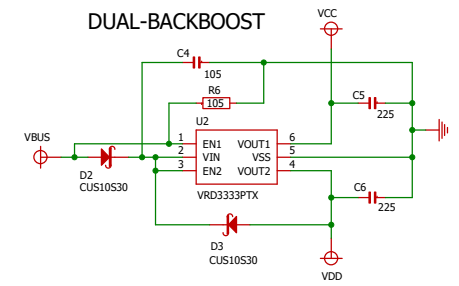 DUAL-BACKBOOST
VCC
C4
105
R6
105
C5
225
U2
VBUS
1 EN1 VOUT1 6
2 VIN VSS 5
3 EN2 VOUT2 4
D2
CUS10S30
VRD3333PTX
C6
225
D3
CUS10S30
VDD